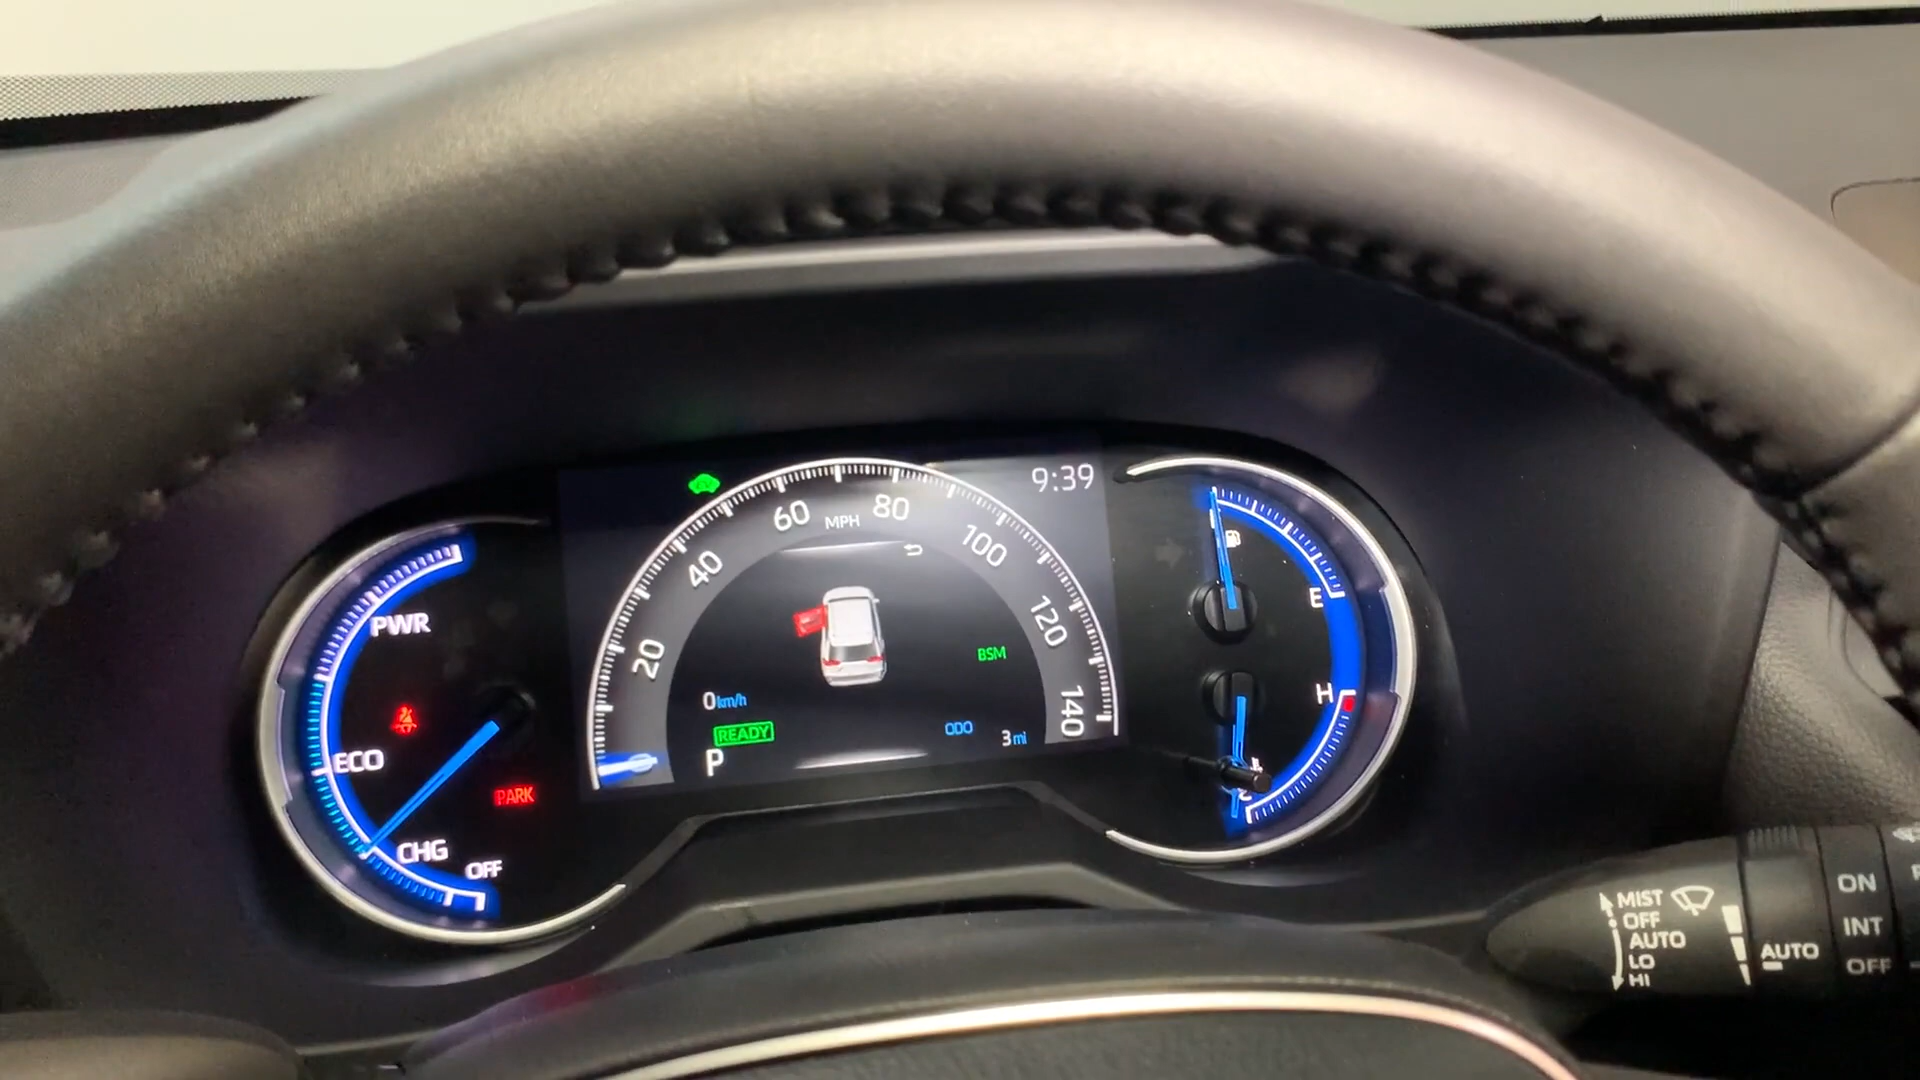 9:39
60
MPH
80
40
100
20
120
140
BSM
0km/h
READY
ODO
3mi
P
PWR
ECO
PARK
CHG
OFF
E
H
MIST
OFF
AUTO
LO
HI
AUTO
ON
INT
OFF